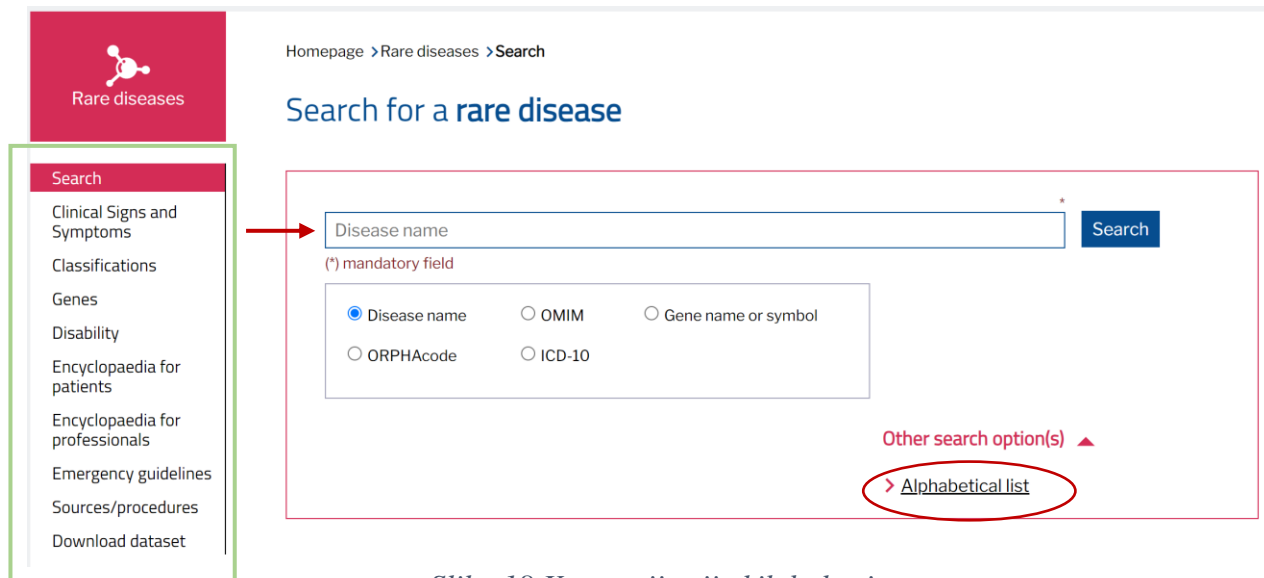 Rare diseases
Homepage >Rare diseases >Search
Search for a rare disease
Search
Clinical Signs and
Symptoms
Classifications
Genes
Disability
Encyclopaedia for
patients
Encyclopaedia for
professionals
Emergency guidelines
Sources/procedures
Download dataset
*
Disease name
Search
(*) mandatory field
Disease name
OMIM
Gene name or symbol
ORPHAcode
ICD-10
Other search option(s)
> Alphabetical list